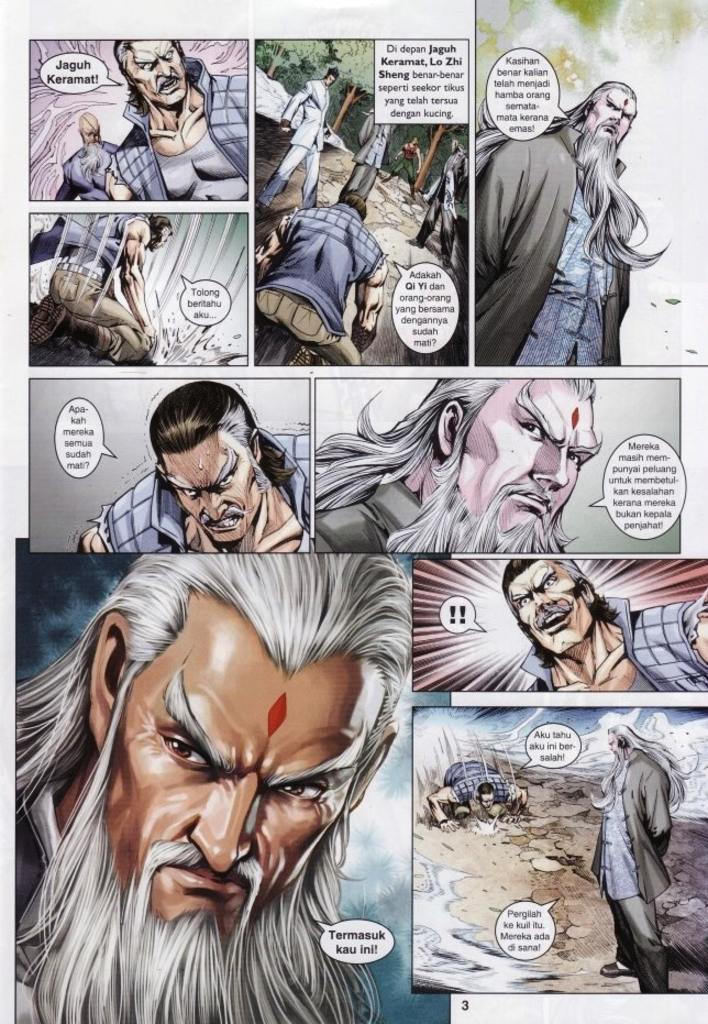 Jaguh
Keramat!
Di depan Jaguh
Keramat, Lo Zhi
Sheng benar-benar
seperti seekor tikus
yang telah tersua
dengan kucing.
Kasihan
benar kalian
telah menjadi
hamba orang
semata-
mata kerana
emas!
Tolong
beritahu
aku...
Adakah
Qi Yi dan
orang-orang
yang bersama
dengannya
sudah
mati?
Apa-
kah
mereka
semua
sudah
mati?
Mereka
masih mem-
punyai peluang
untuk membetul-
kan kesalahan
kerana mereka
bukan kepala
penjahat!
Termasuk
kau ini!
!!
Aku tahu
aku ini ber-
salah!
Pergilah
ke kuil itu.
Mereka ada
di sana!
3